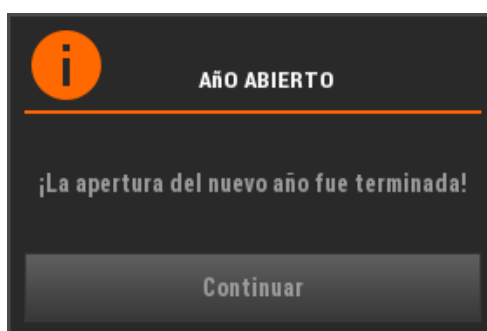 AñO ABIERTO
¡La apertura del nuevo año fue terminada!
Continuar